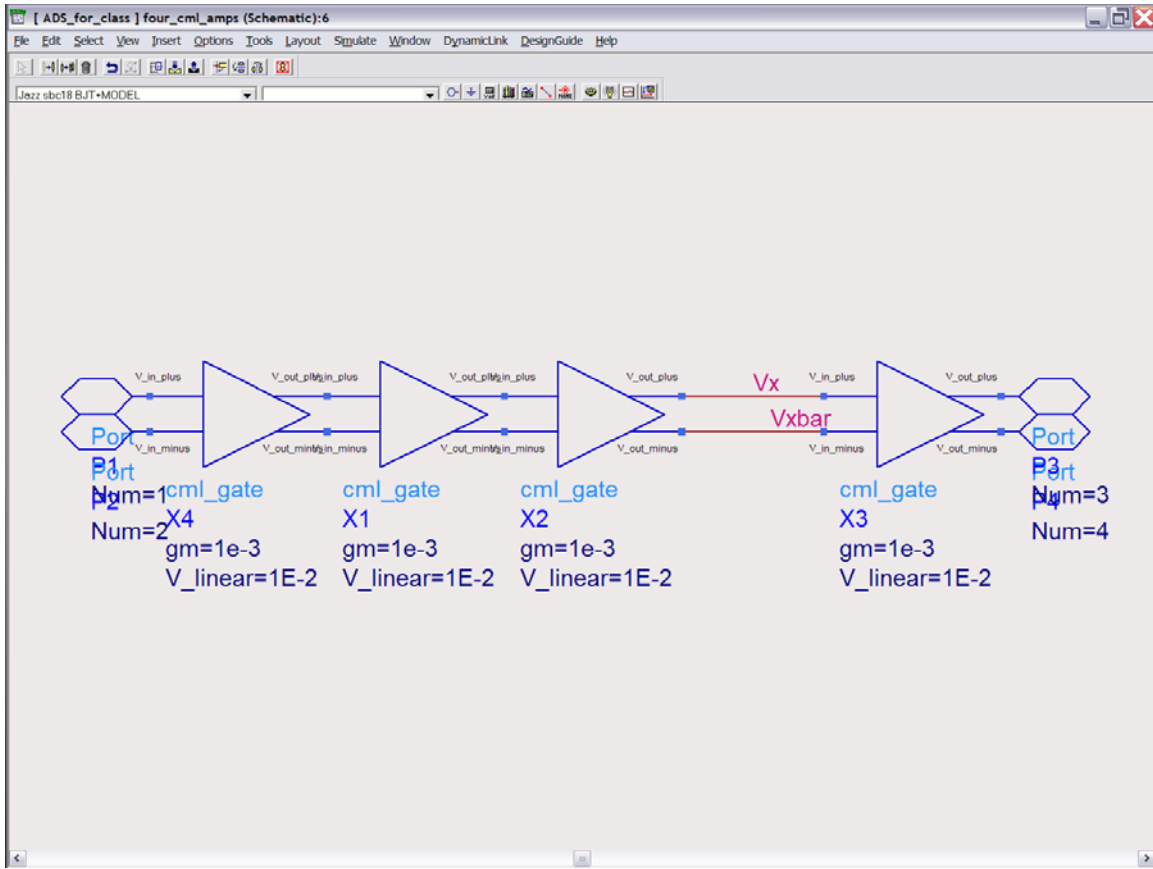 [ ADS_for_class ] four_cml_amps (Schematic):6
File Edit Select View Insert Options Tools Layout Simulate Window DynamicLink DesignGuide Help
Jazz sbc18 BJT+MODEL
V_in_plus V_out_plus V_in_plus V_out_plus V_in_plus V_out_plus Vx V_in_plus V_out_plus
Vxbar
V_in_minus V_out_minus V_in_minus V_out_minus V_in_minus V_out_minus V_in_minus V_out_minus
Port
P1
Num=1
Port
P2
Num=2
cml_gate
X4
gm=1e-3
V_linear=1E-2
cml_gate
X1
gm=1e-3
V_linear=1E-2
cml_gate
X2
gm=1e-3
V_linear=1E-2
cml_gate
X3
gm=1e-3
V_linear=1E-2
Port
P3
Num=3
Port
P4
Num=4